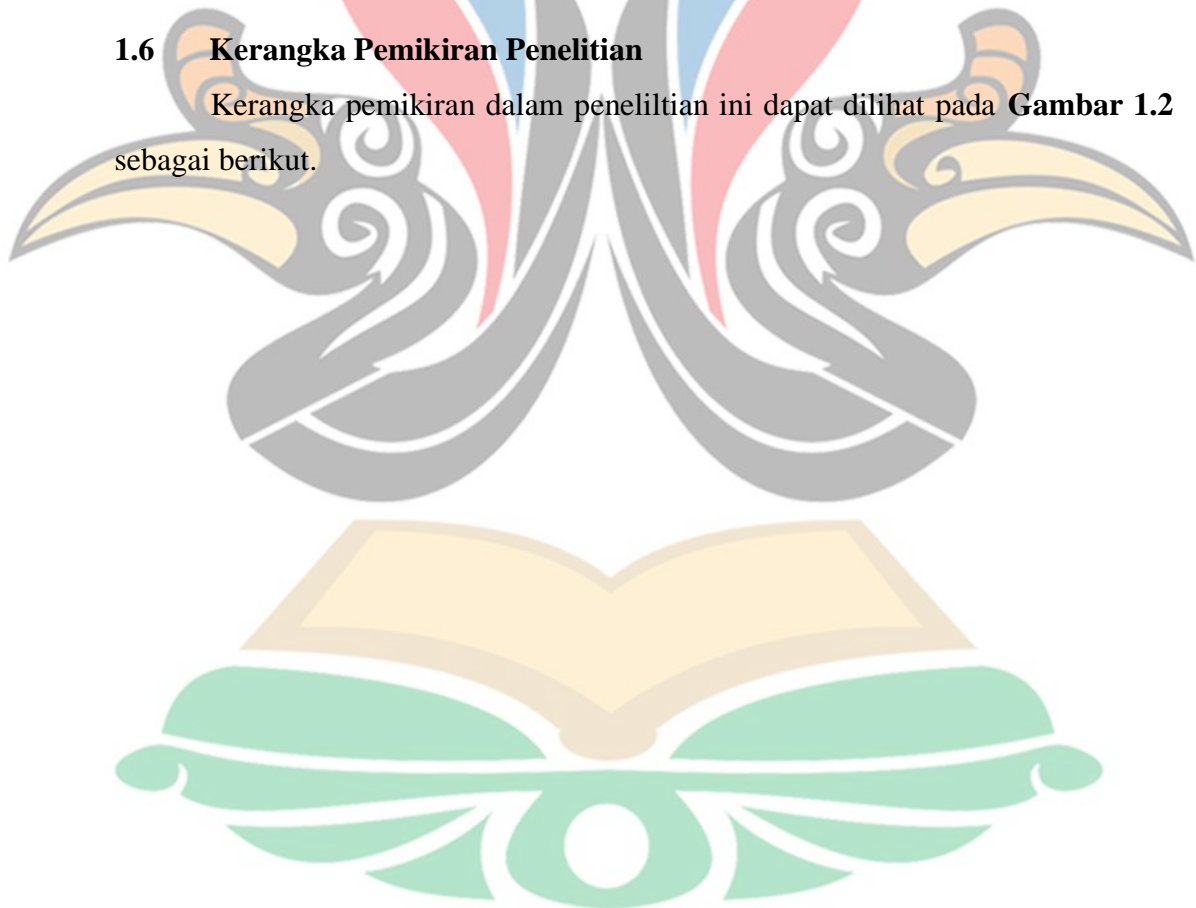 1.6 Kerangka Pemikiran Penelitian
Kerangka pemikiran dalam peneliltian ini dapat dilihat pada Gambar 1.2
sebagai berikut.